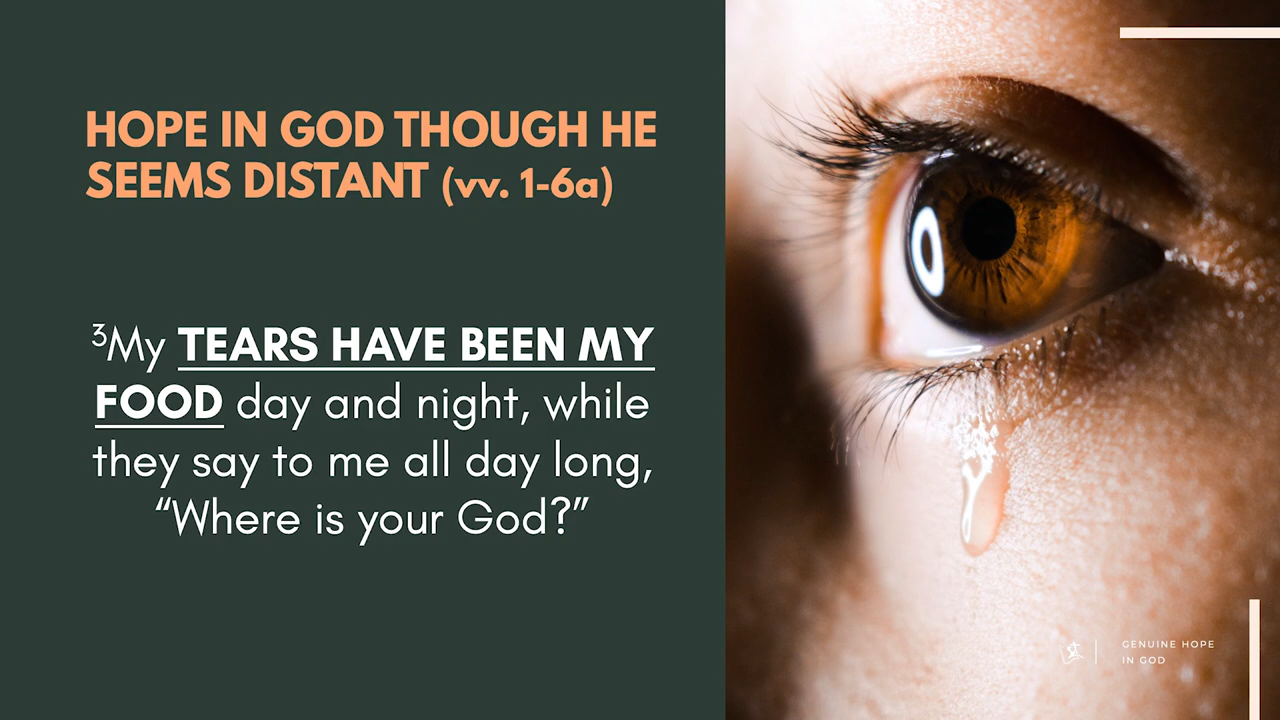 HOPE IN GOD THOUGH HE
SEEMS DISTANT (vv. 1-6a)
³My TEARS HAVE BEEN MY
FOOD day and night, while
they say to me all day long,
“Where is your God?”
GENUINE HOPE
IN GOD